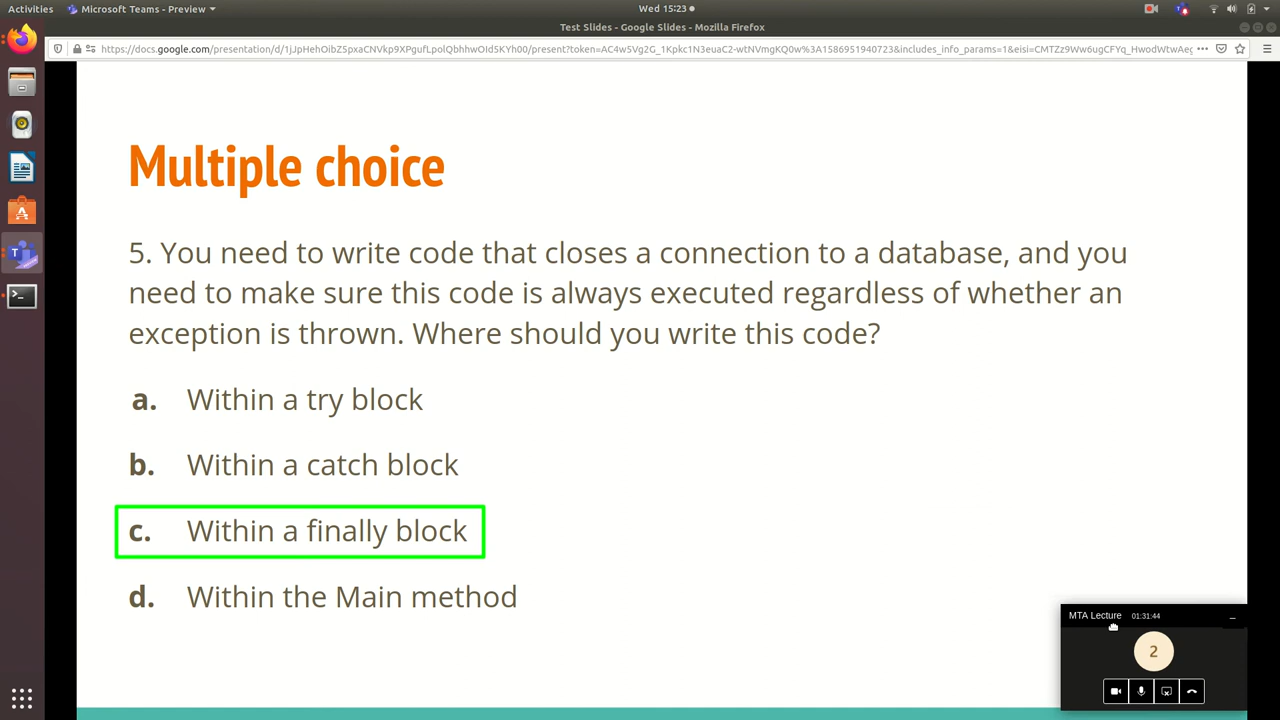 Activities
Microsoft Teams - Preview
Wed 15:23
Test Slides - Google Slides - Mozilla Firefox
Multiple choice
5. You need to write code that closes a connection to a database, and you
need to make sure this code is always executed regardless of whether an
exception is thrown. Where should you write this code?
a. Within a try block
b. Within a catch block
c. Within a finally block
d. Within the Main method
MTA Lecture 01:31:44
2